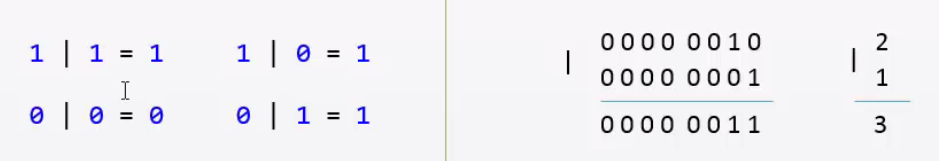 1 | 1 = 1
1 | 0 = 1
0 | 0 = 0
0 | 1 = 1
| 0000 0010
0000 0001
0000 0011
| 2
1
3